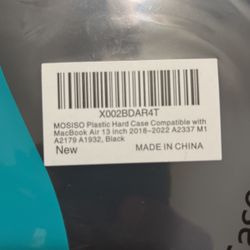 X002BDAR4T
MOSISO Plastic Hard Case Compatible with
MacBook Air 13 inch 2018-2022 A2337 M1
A2179 A1932, Black
New MADE IN CHINA